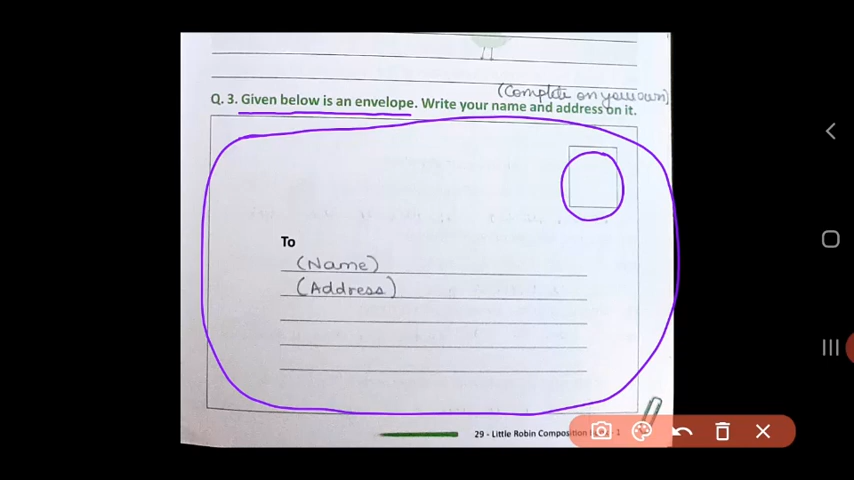 (Complete on your own)
Q. 3. Given below is an envelope. Write your name and address on it.
To
(Name)
(Address)
29 - Little Robin Composition
1